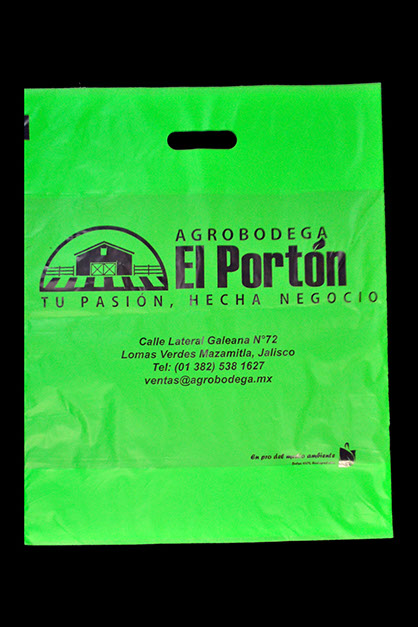 AGROBODEGA
El Portón
TU PASIÓN, HECHA NEGOCIO
Calle Lateral Galeana N°72
Lomas Verdes Mazamitla, Jalisco
Tel: (01 382) 538 1627
ventas@agrobodega.mx
En pro del medio ambiente